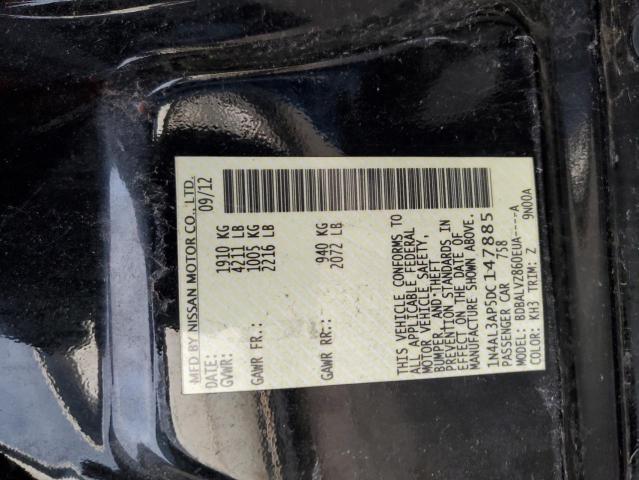 MFD BY NISSAN MOTOR CO., LTD.
DATE: 09/12
GVWR: 1910 KG
4211 LB
GAWR FR.: 1005 KG
2216 LB
GAWR RR.: 940 KG
2072 LB
THIS VEHICLE CONFORMS TO
ALL APPLICABLE FEDERAL
MOTOR VEHICLE SAFETY,
BUMPER, AND THEFT
PREVENTION STANDARDS IN
EFFECT ON THE DATE OF
MANUFACTURE SHOWN ABOVE.
1N4AL3AP5DC147885
PASSENGER CAR 758
MODEL: BDBALVZ860EUA----A
COLOR: KH3 TRIM: Z 9N00A